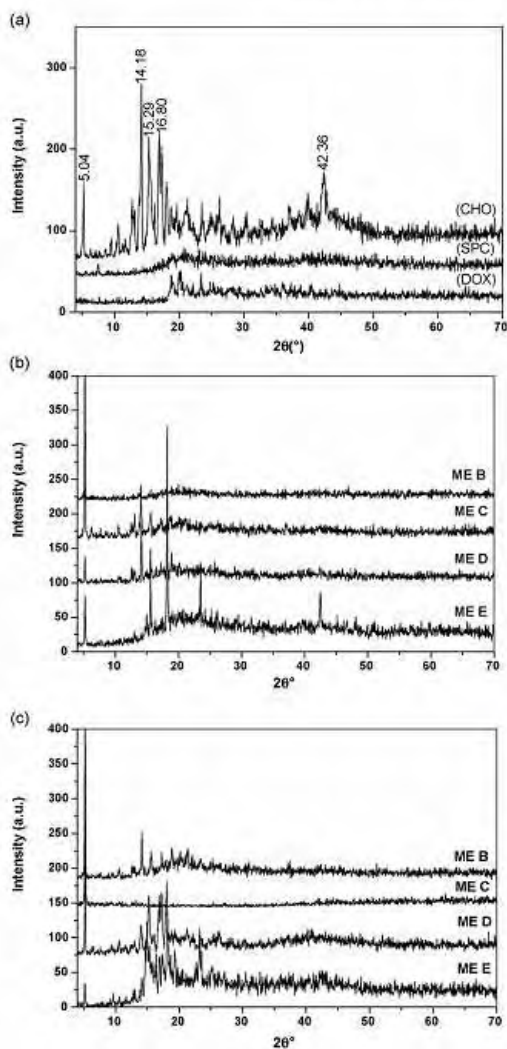 (a)
300
200
100
0
Intensity (a.u.)
5.04
14.18
15.29
16.80
42.36
(CHO)
(SPC)
(DOX)
10 20 30 40 50 60 70
2θ(°)
(b)
400
350
300
250
200
150
100
50
0
Intensity (a.u.)
ME B
ME C
ME D
ME E
10 20 30 40 50 60 70
2θ°
(c)
400
350
300
250
200
150
100
50
0
Intensity (a.u.)
ME B
ME C
ME D
ME E
10 20 30 40 50 60 70
2θ°